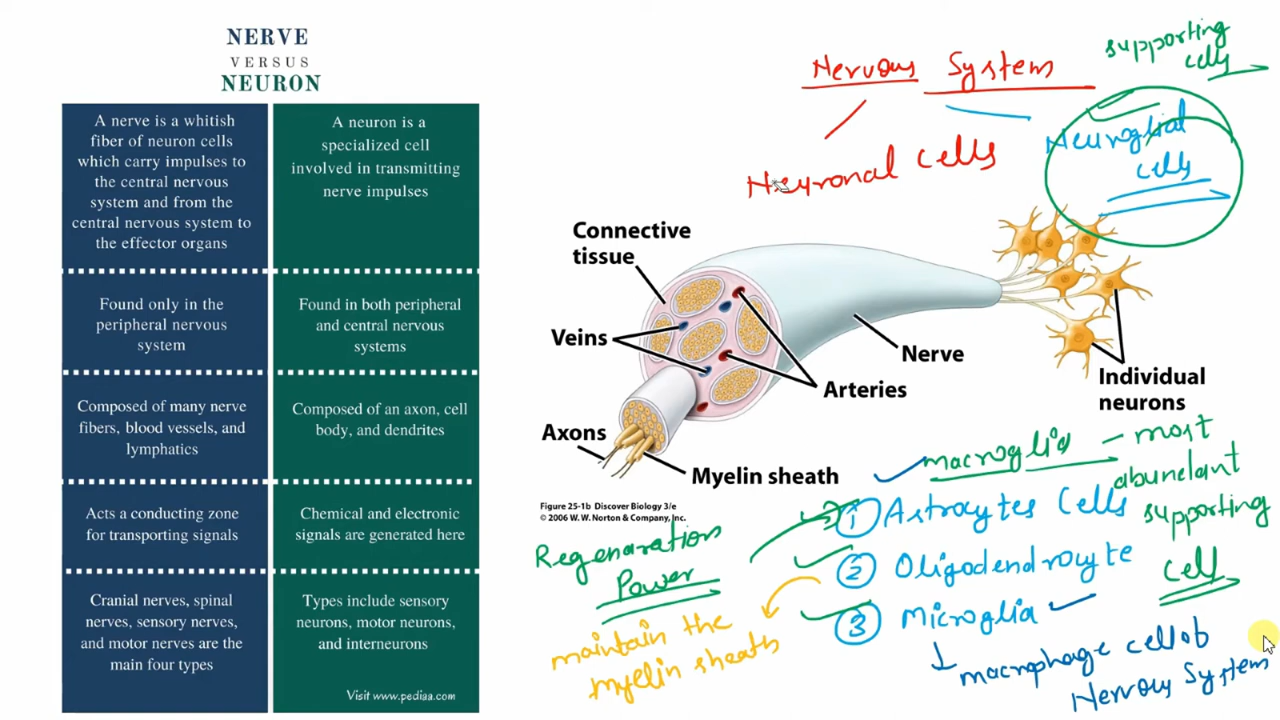 NERVE
VERSUS
NEURON
A nerve is a whitish
fiber of neuron cells
which carry impulses to
the central nervous
system and from the
central nervous system to
the effector organs
A neuron is a
specialized cell
involved in transmitting
nerve impulses
Found only in the
peripheral nervous
system
Found in both peripheral
and central nervous
systems
Composed of many nerve
fibers, blood vessels, and
lymphatics
Composed of an axon, cell
body, and dendrites
Acts a conducting zone
for transporting signals
Chemical and electronic
signals are generated here
Cranial nerves, spinal
nerves, sensory nerves,
and motor nerves are the
main four types
Types include sensory
neurons, motor neurons,
and interneurons
Visit www.pediaa.com
Nervous System
supporting
cells
Neuronal cells
Neuroglial
cells
Connective
tissue
Veins
Axons
Myelin sheath
Nerve
Arteries
Individual
neurons
Figure 25-1b Discover Biology 3/e
© 2006 W. W. Norton & Company, Inc.
macroglia - most
abundant
supporting
cell
① Astrocytes Cells
② Oligodendrocyte
③ Microglia
macrophage cell of
Nervous System
Regenaration
Power
maintain the
myelin sheath